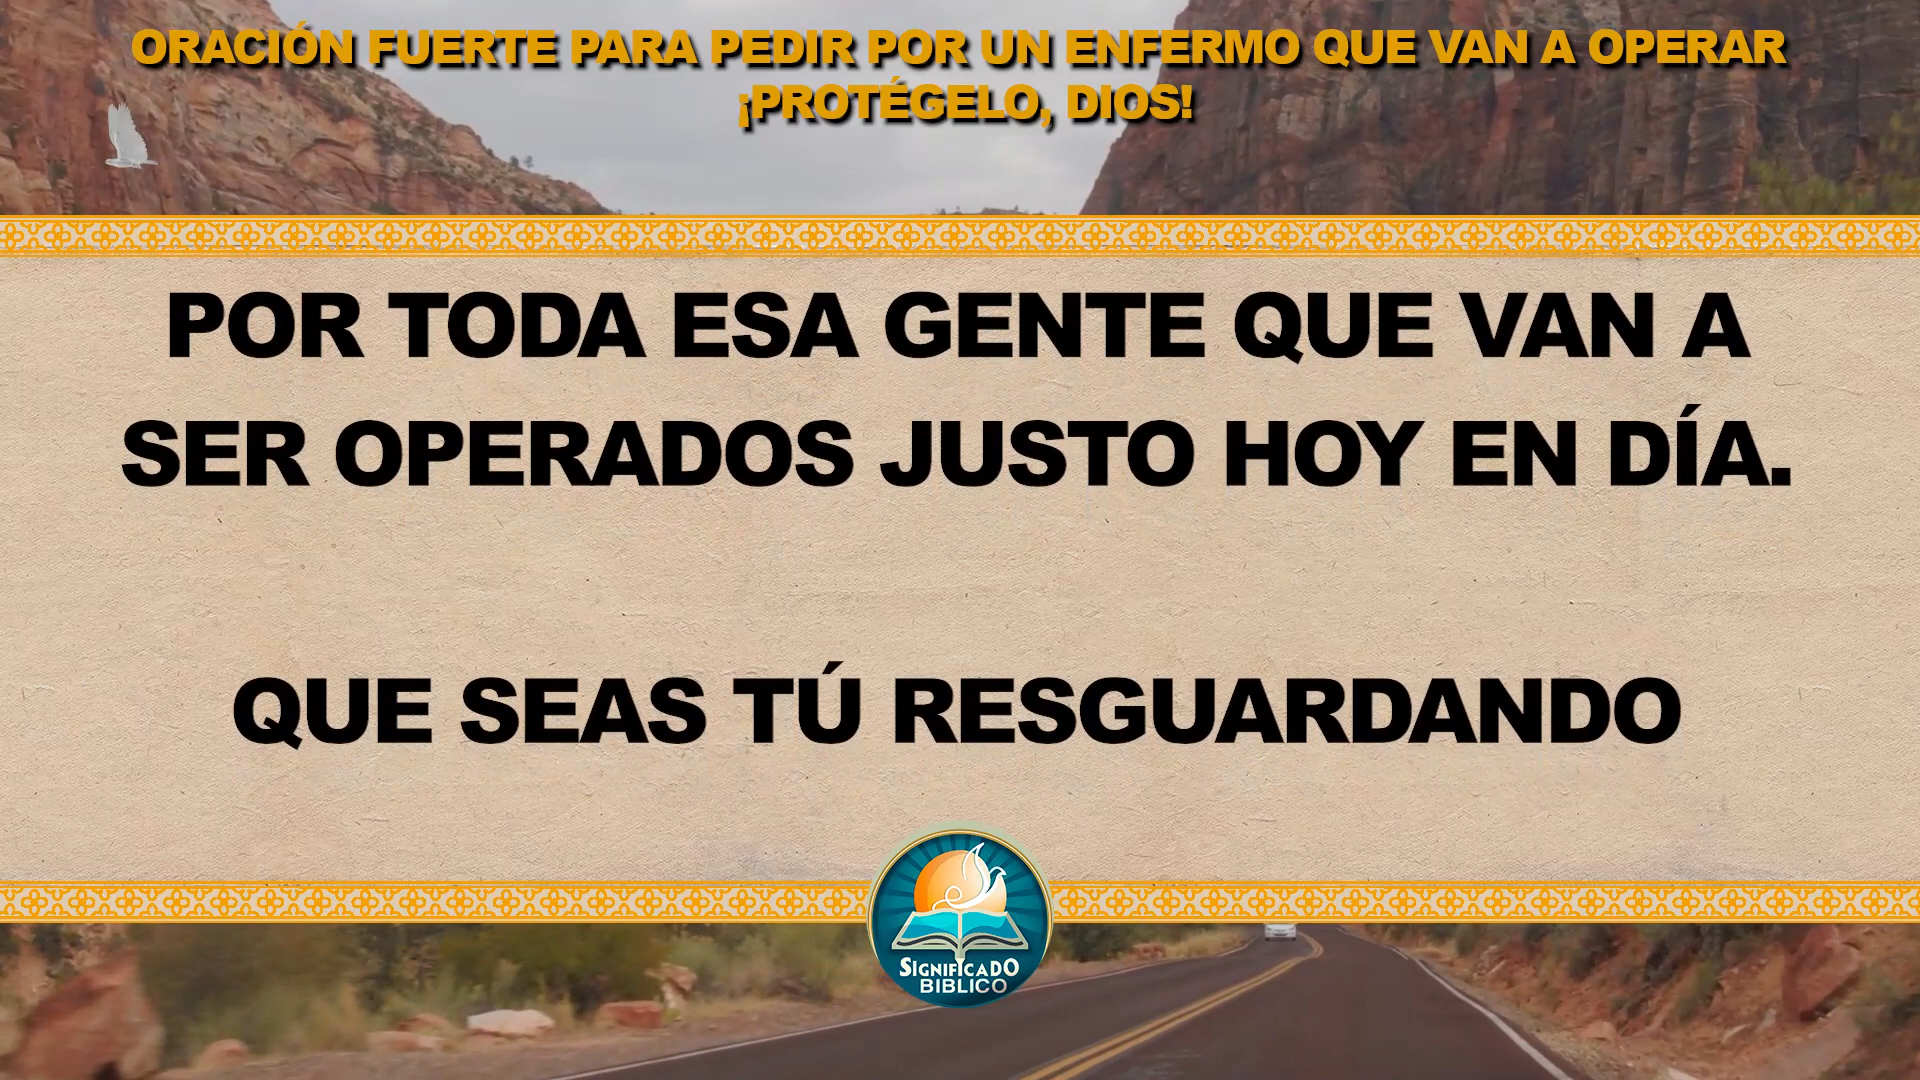 ORACIÓN FUERTE PARA PEDIR POR UN ENFERMO QUE VAN A OPERAR
¡PROTÉGELO, DIOS!
POR TODA ESA GENTE QUE VAN A
SER OPERADOS JUSTO HOY EN DÍA.
QUE SEAS TÚ RESGUARDANDO
SIGNIFICADO
BIBLICO